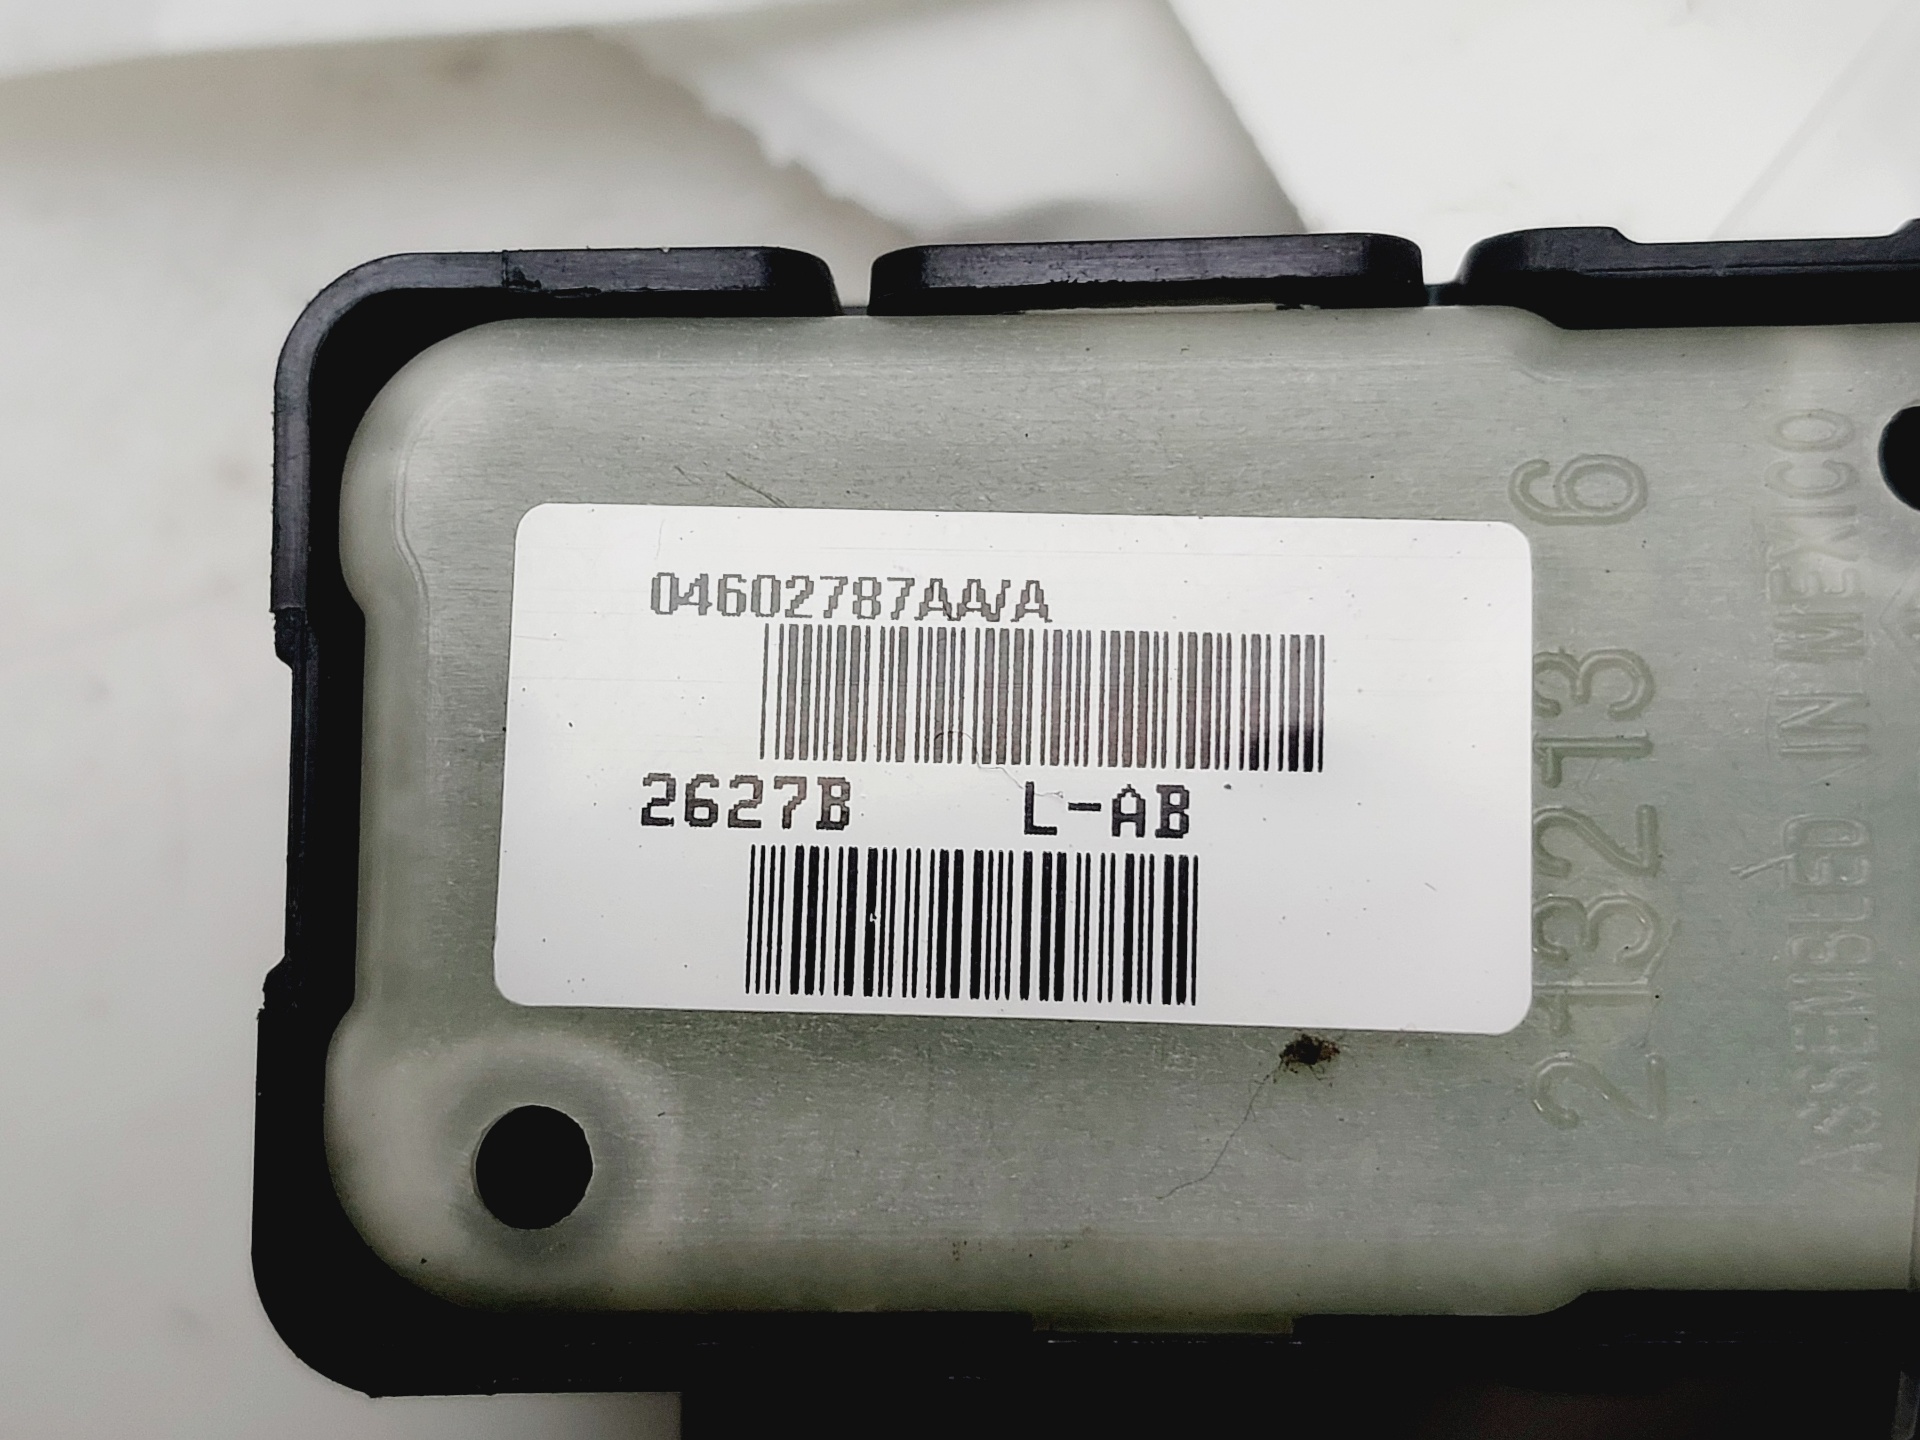 04602787AA/A
2627B L-AB
213213 6
ASSEMBLED IN MEXICO